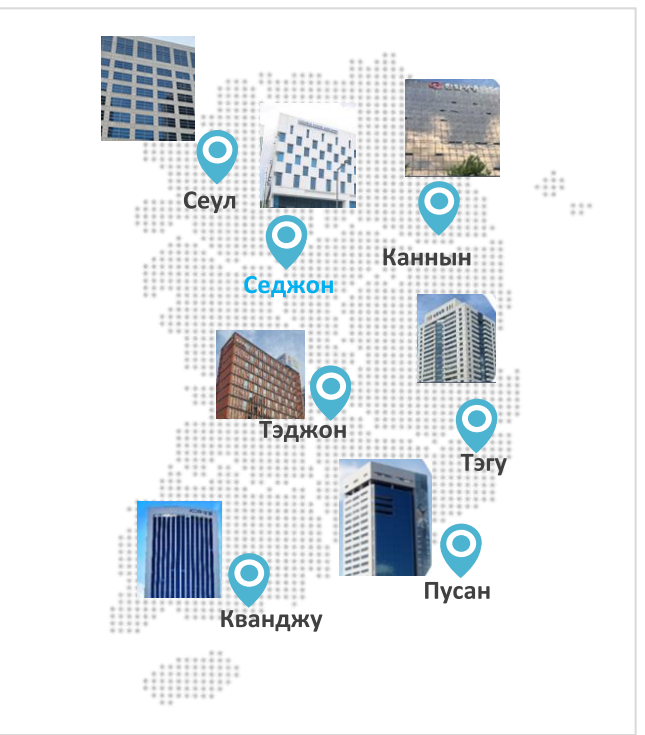 Сеул
Каннын
Седжон
Тэджон
Тэгу
Пусан
Кванджу